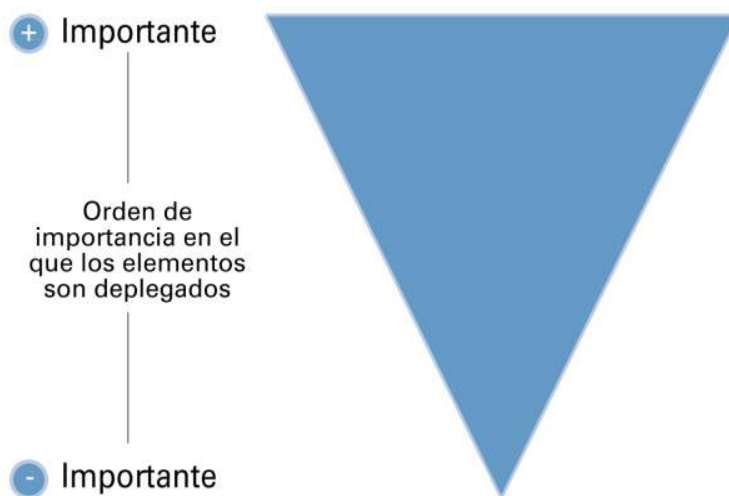 + Importante
Orden de
importancia en el
que los elementos
son deplegados
- Importante